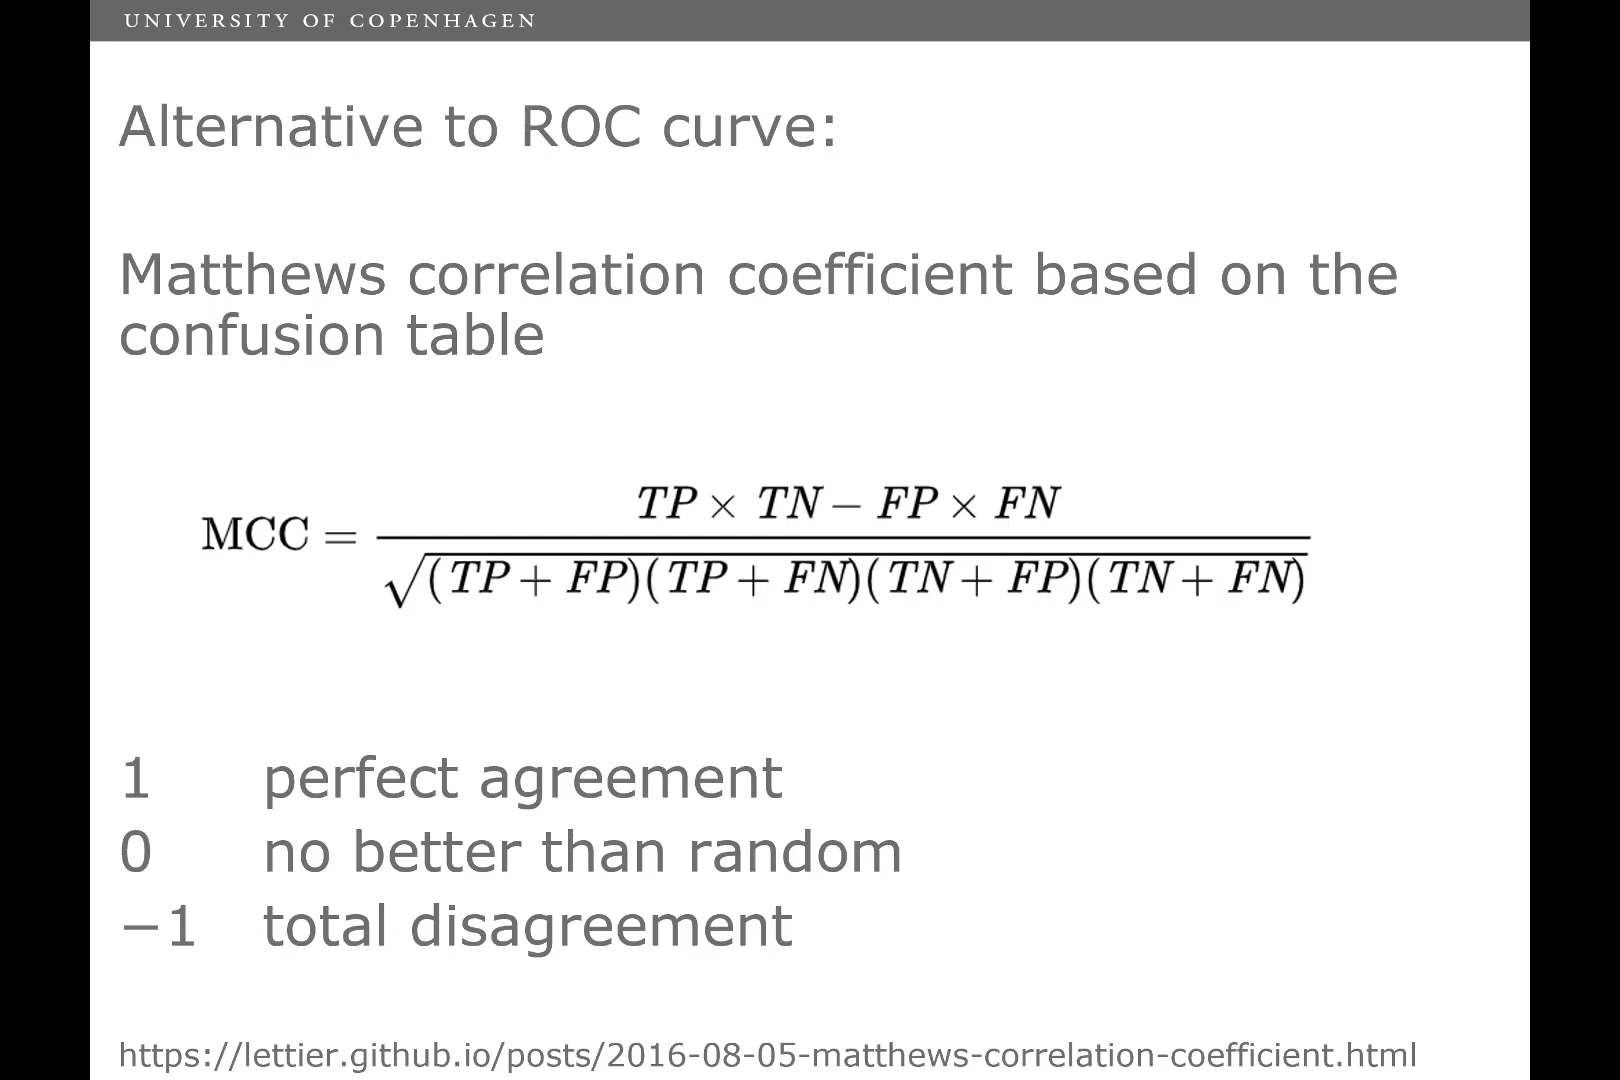 UNIVERSITY OF COPENHAGEN
Alternative to ROC curve:
Matthews correlation coefficient based on the
confusion table
MCC = \frac{TP × TN − FP × FN}{\sqrt{(TP + FP)(TP + FN)(TN + FP)(TN + FN)}}
1 perfect agreement
0 no better than random
−1 total disagreement
https://lettier.github.io/posts/2016-08-05-matthews-correlation-coefficient.html